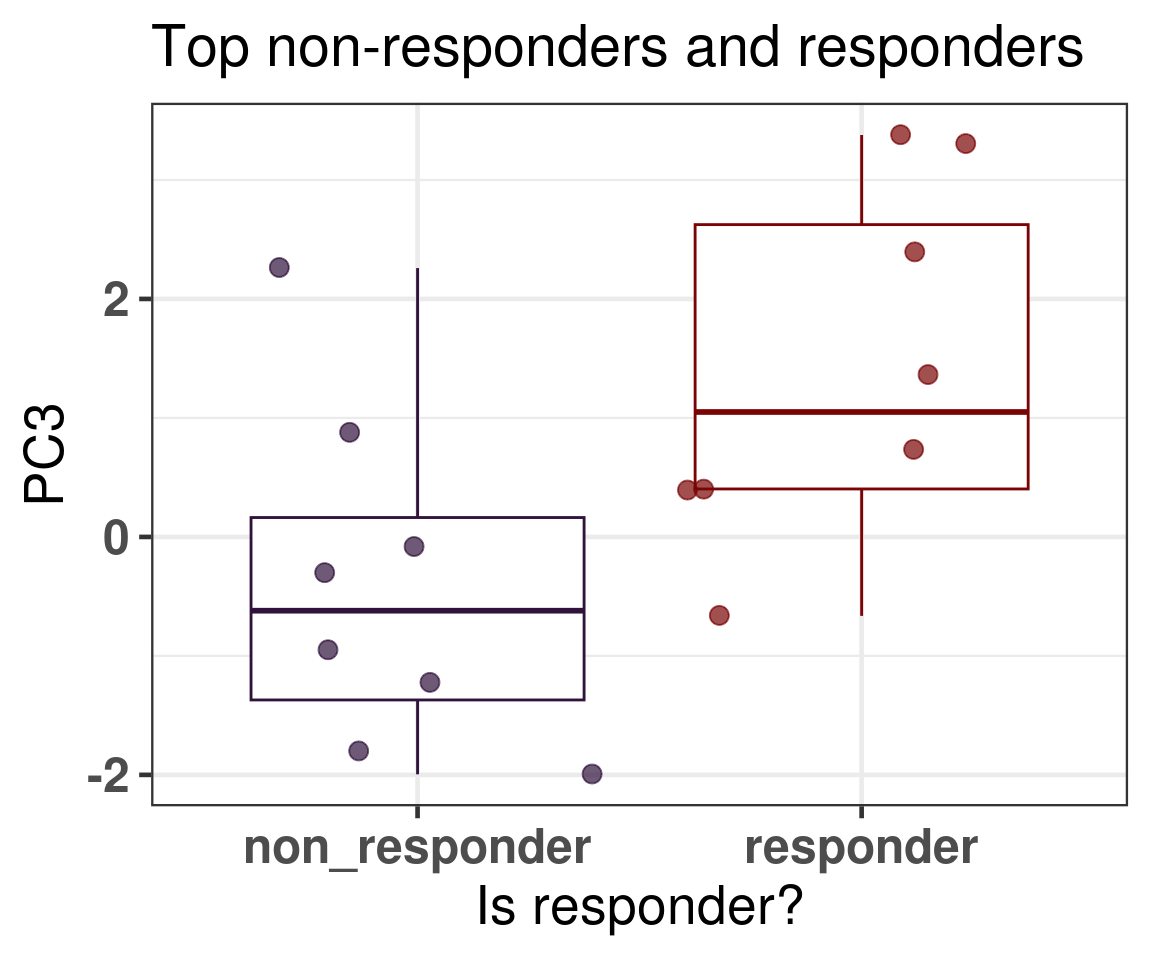 Top non-responders and responders
PC3
2
0
-2
non_responder
responder
Is responder?